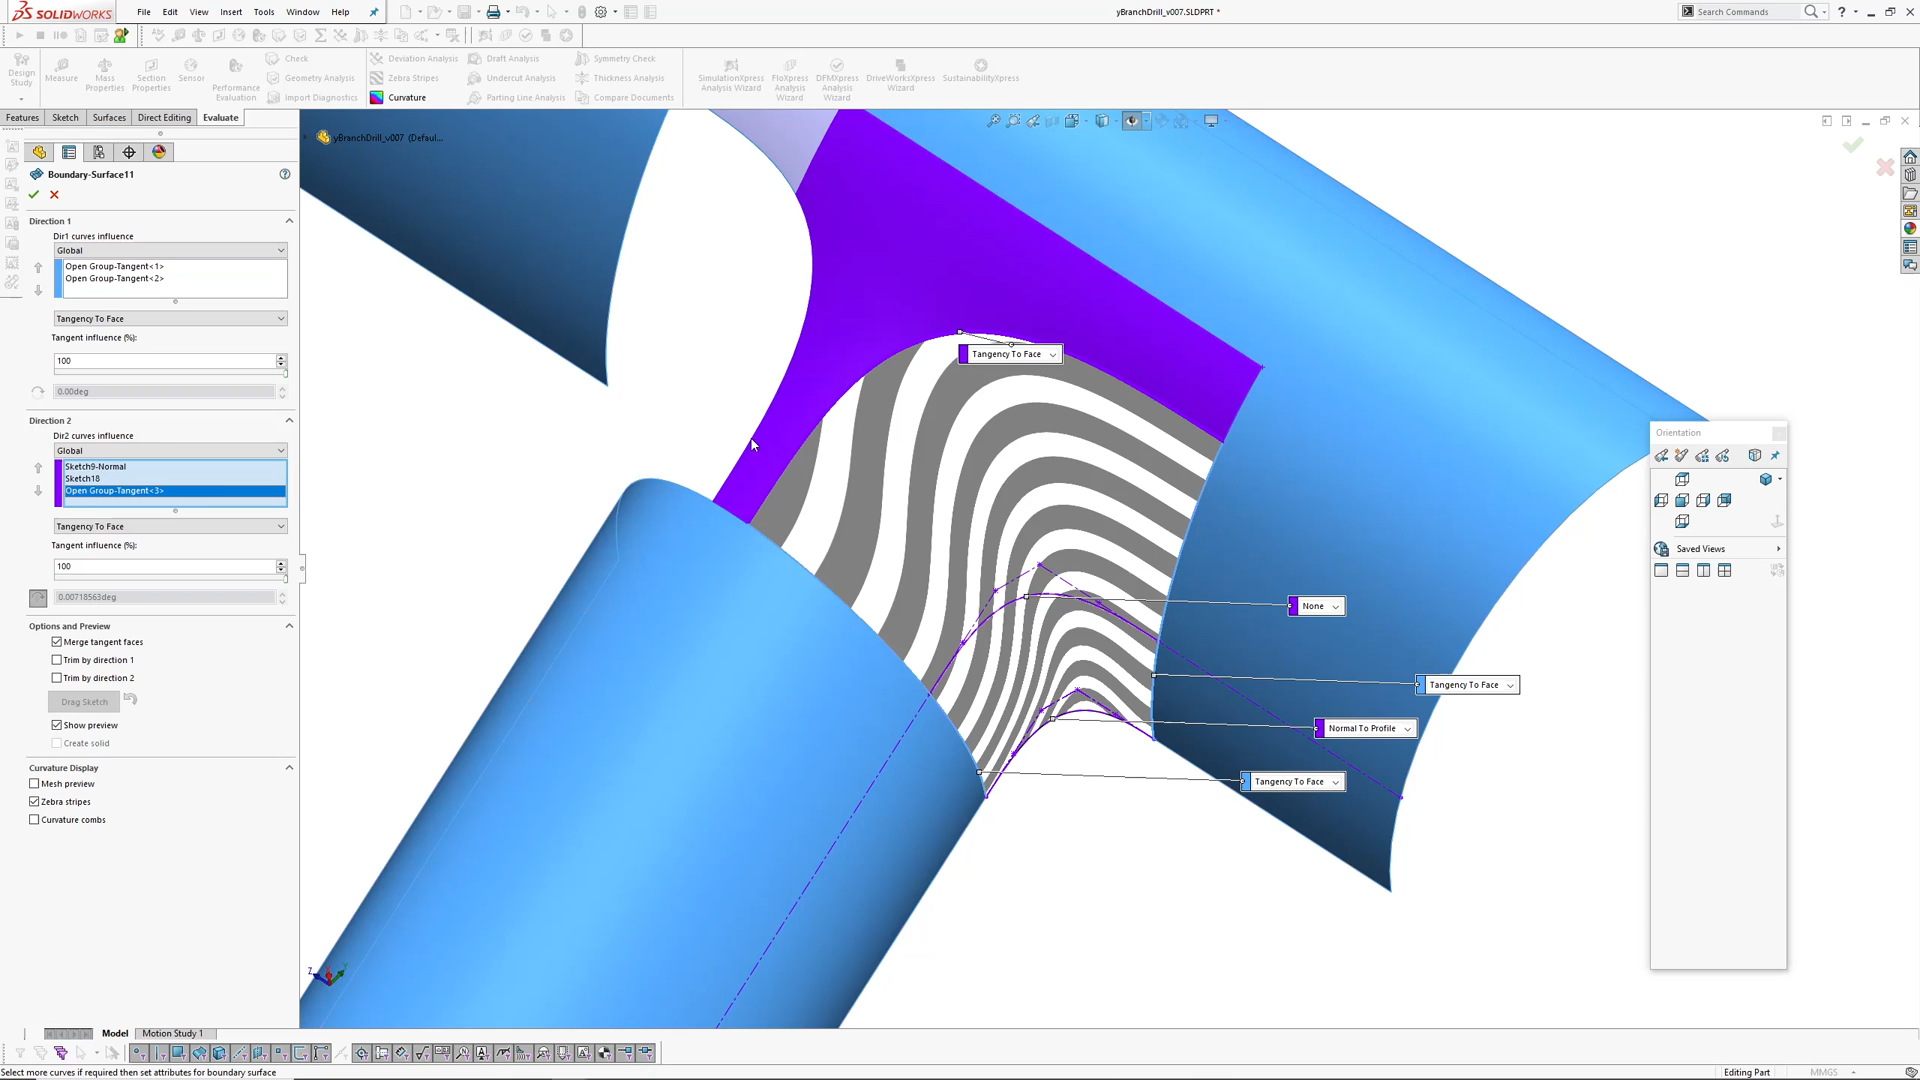 SOLIDWORKS File Edit View Insert Tools Window Help yBranchDrill_v007.SLDPRT * Search Commands
Design Study Measure Mass Properties Section Properties Sensor Performance Evaluation
Check Geometry Analysis Import Diagnostics
Deviation Analysis Zebra Stripes Curvature
Draft Analysis Undercut Analysis Parting Line Analysis
Symmetry Check Thickness Analysis Compare Documents
SimulationXpress Analysis Wizard FloXpress Analysis Wizard DFMXpress Analysis Wizard DriveWorksXpress Wizard SustainabilityXpress
Features Sketch Surfaces Direct Editing Evaluate
yBranchDrill_v007 (Defaul...
Boundary-Surface11
Direction 1
Dir1 curves influence
Global
Open Group-Tangent<1>
Open Group-Tangent<2>
Tangency To Face
Tangent influence (%):
100
0.00deg
Direction 2
Dir2 curves influence
Global
Sketch9-Normal
Sketch18
Open Group-Tangent<3>
Tangency To Face
Tangent influence (%):
100
0.00718563deg
Options and Preview
Merge tangent faces
Trim by direction 1
Trim by direction 2
Drag Sketch
Show preview
Create solid
Curvature Display
Mesh preview
Zebra stripes
Curvature combs
Tangency To Face
None
Tangency To Face
Normal To Profile
Tangency To Face
Orientation
Saved Views
Z
Y
Model Motion Study 1
Select more curves if required then set attributes for boundary surface
Editing Part
MMGS